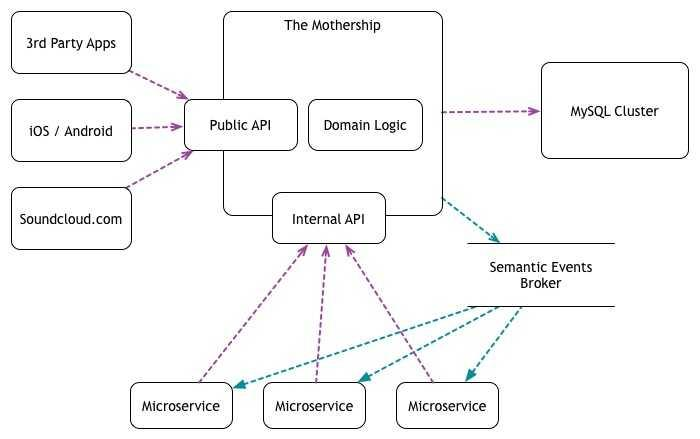 3rd Party Apps
The Mothership
iOS / Android
Public API
Domain Logic
MySQL Cluster
Soundcloud.com
Internal API
Semantic Events
Broker
Microservice
Microservice
Microservice